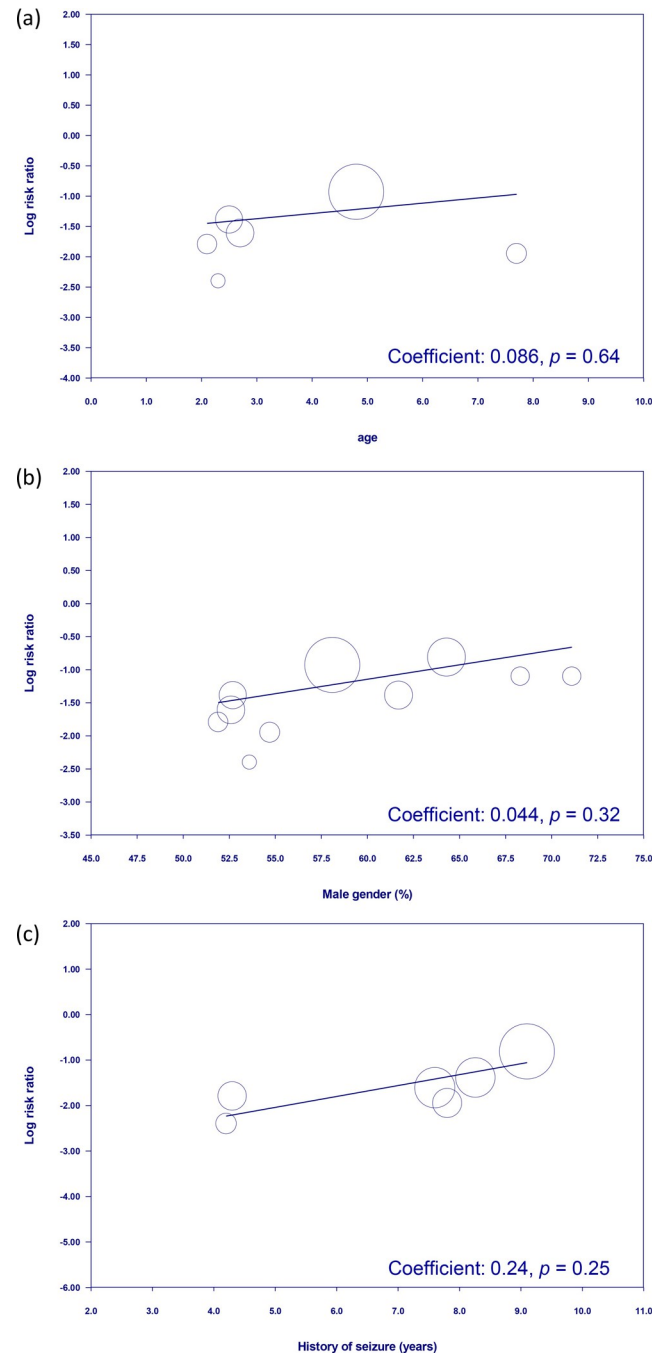 (a)
2.00
1.50
1.00
0.50
0.00
-0.50
-1.00
-1.50
-2.00
-2.50
-3.00
-3.50
-4.00
Log risk ratio
Coefficient: 0.086, p = 0.64
0.0 1.0 2.0 3.0 4.0 5.0 6.0 7.0 8.0 9.0 10.0
age
(b)
2.00
1.50
1.00
0.50
0.00
-0.50
-1.00
-1.50
-2.00
-2.50
-3.00
-3.50
Log risk ratio
Coefficient: 0.044, p = 0.32
45.0 47.5 50.0 52.5 55.0 57.5 60.0 62.5 65.0 67.5 70.0 72.5 75.0
Male gender (%)
(c)
2.00
1.00
0.00
-1.00
-2.00
-3.00
-4.00
-5.00
-6.00
Log risk ratio
Coefficient: 0.24, p = 0.25
2.0 3.0 4.0 5.0 6.0 7.0 8.0 9.0 10.0 11.0
History of seizure (years)